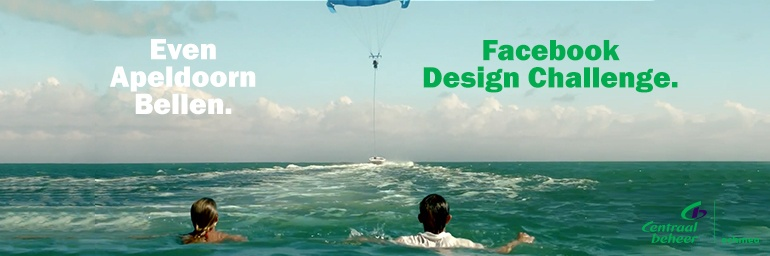 Even
Apeldoorn
Bellen.
Facebook
Design Challenge.
Centraal
beheer